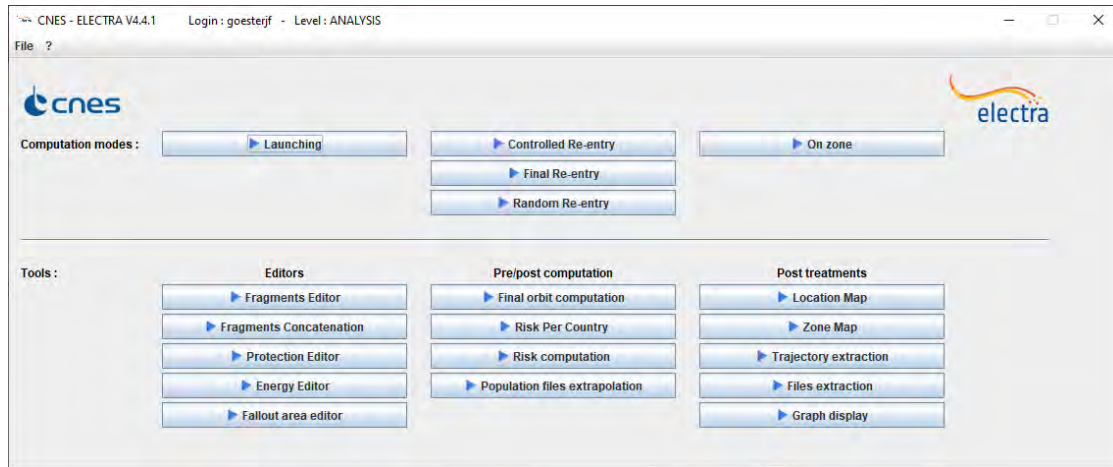 CNES - ELECTRA V4.4.1 Login : goesterjf - Level : ANALYSIS
File ?
cnes
electra
Computation modes :
Launching
Controlled Re-entry
On zone
Final Re-entry
Random Re-entry
Tools :
Editors
Pre/post computation
Post treatments
Fragments Editor
Final orbit computation
Location Map
Fragments Concatenation
Risk Per Country
Zone Map
Protection Editor
Risk computation
Trajectory extraction
Energy Editor
Population files extrapolation
Files extraction
Fallout area editor
Graph display